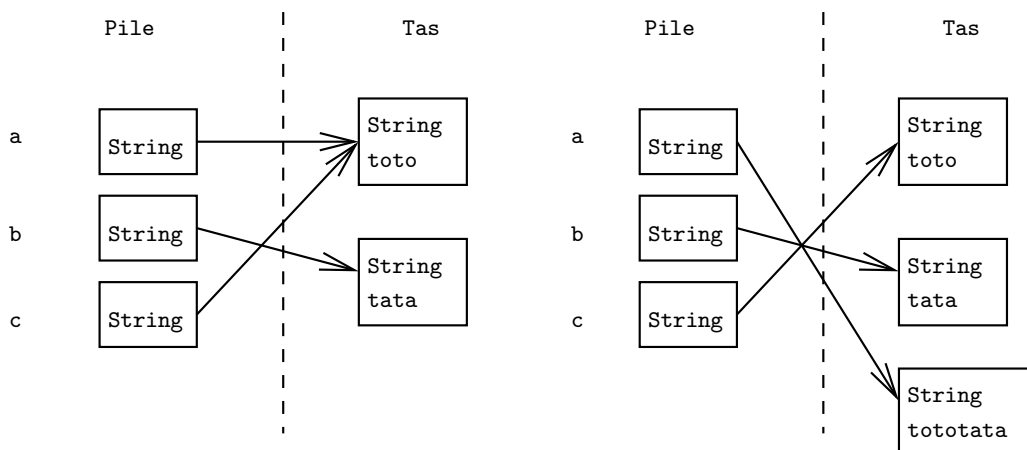 Pile Tas
a String
String
toto
b String
String
tata
c String
Pile Tas
a String
String
toto
b String
String
tata
c String
String
tototata